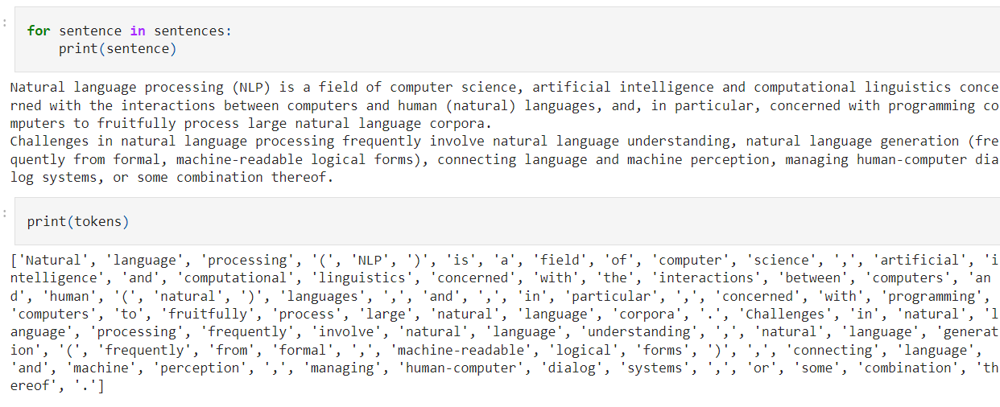 :
for sentence in sentences:
    print(sentence)
Natural language processing (NLP) is a field of computer science, artificial intelligence and computational linguistics conce
rned with the interactions between computers and human (natural) languages, and, in particular, concerned with programming co
mputers to fruitfully process large natural language corpora.
Challenges in natural language processing frequently involve natural language understanding, natural language generation (fre
quently from formal, machine-readable logical forms), connecting language and machine perception, managing human-computer dia
log systems, or some combination thereof.
:
print(tokens)
['Natural', 'language', 'processing', '(', 'NLP', ')', 'is', 'a', 'field', 'of', 'computer', 'science', ',', 'artificial', 'i
ntelligence', 'and', 'computational', 'linguistics', 'concerned', 'with', 'the', 'interactions', 'between', 'computers', 'an
d', 'human', '(', 'natural', ')', 'languages', ',', 'and', ',', 'in', 'particular', ',', 'concerned', 'with', 'programming',
'computers', 'to', 'fruitfully', 'process', 'large', 'natural', 'language', 'corpora', '.', 'Challenges', 'in', 'natural', 'l
anguage', 'processing', 'frequently', 'involve', 'natural', 'language', 'understanding', ',', 'natural', 'language', 'generat
ion', '(', 'frequently', 'from', 'formal', ',', 'machine-readable', 'logical', 'forms', ')', ',', 'connecting', 'language',
'and', 'machine', 'perception', ',', 'managing', 'human-computer', 'dialog', 'systems', ',', 'or', 'some', 'combination', 'th
ereof', '.']